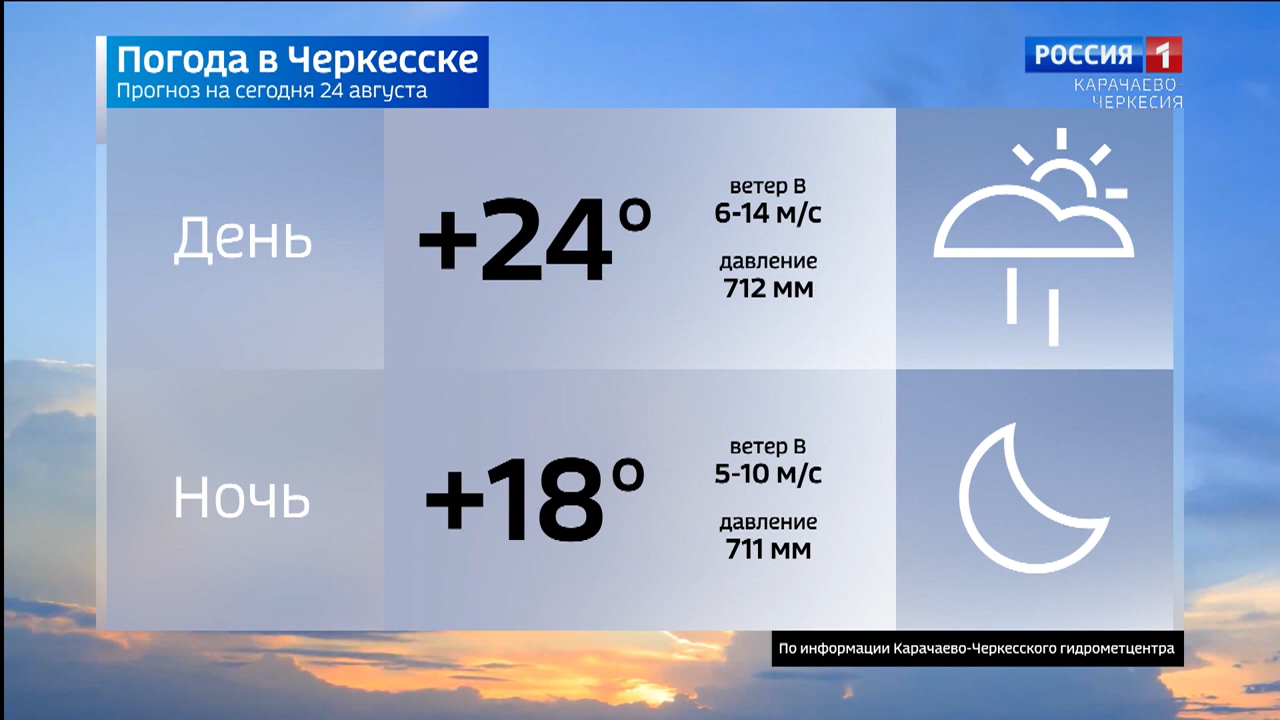 Погода в Черкесске
Прогноз на сегодня 24 августа
РОССИЯ 1
КАРАЧАЕВО-
ЧЕРКЕСИЯ
День
+24°
ветер В
6-14 м/с
давление
712 мм
Ночь
+18°
ветер В
5-10 м/с
давление
711 мм
По информации Карачаево-Черкесского гидрометцентра